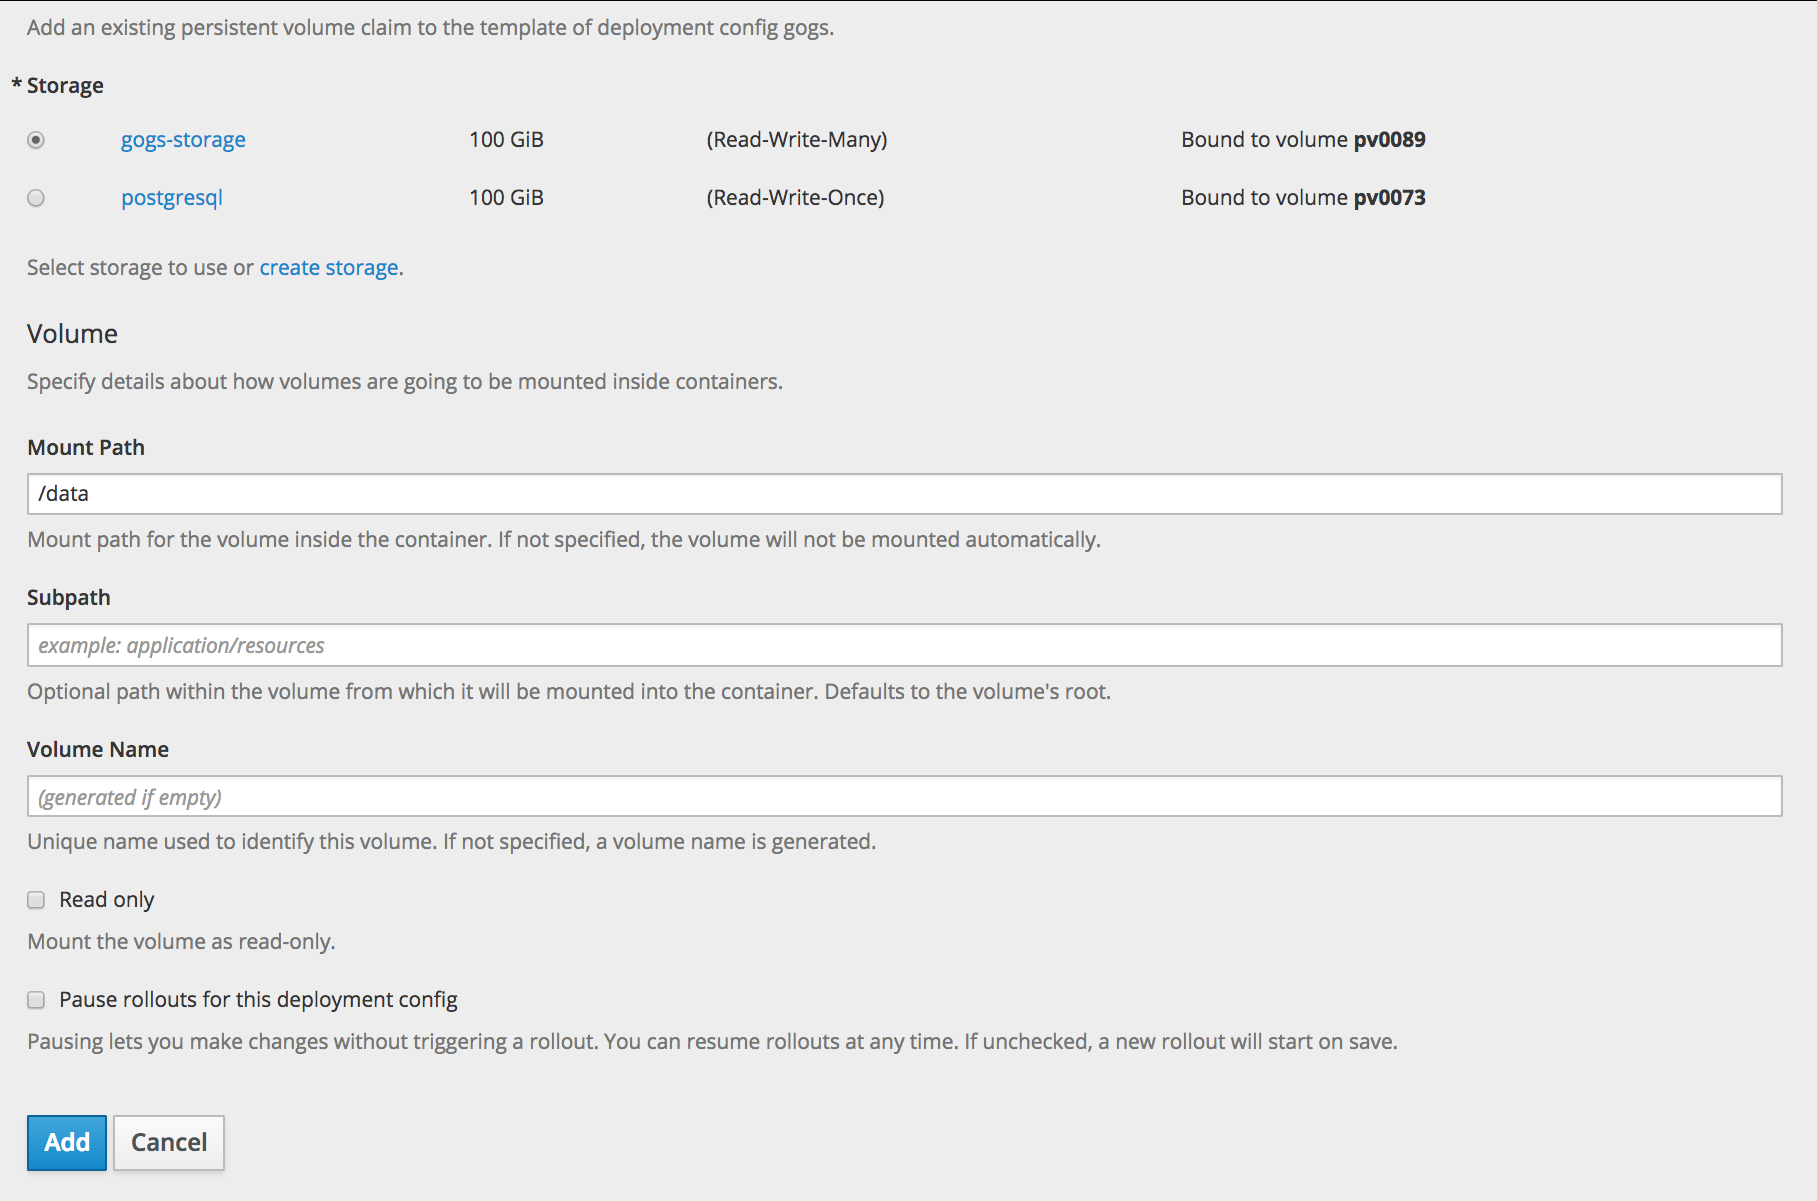 Add an existing persistent volume claim to the template of deployment config gogs.
* Storage
gogs-storage 100 GiB (Read-Write-Many) Bound to volume pv0089
postgresql 100 GiB (Read-Write-Once) Bound to volume pv0073
Select storage to use or create storage.
Volume
Specify details about how volumes are going to be mounted inside containers.
Mount Path
/data
Mount path for the volume inside the container. If not specified, the volume will not be mounted automatically.
Subpath
example: application/resources
Optional path within the volume from which it will be mounted into the container. Defaults to the volume's root.
Volume Name
(generated if empty)
Unique name used to identify this volume. If not specified, a volume name is generated.
Read only
Mount the volume as read-only.
Pause rollouts for this deployment config
Pausing lets you make changes without triggering a rollout. You can resume rollouts at any time. If unchecked, a new rollout will start on save.
Add Cancel